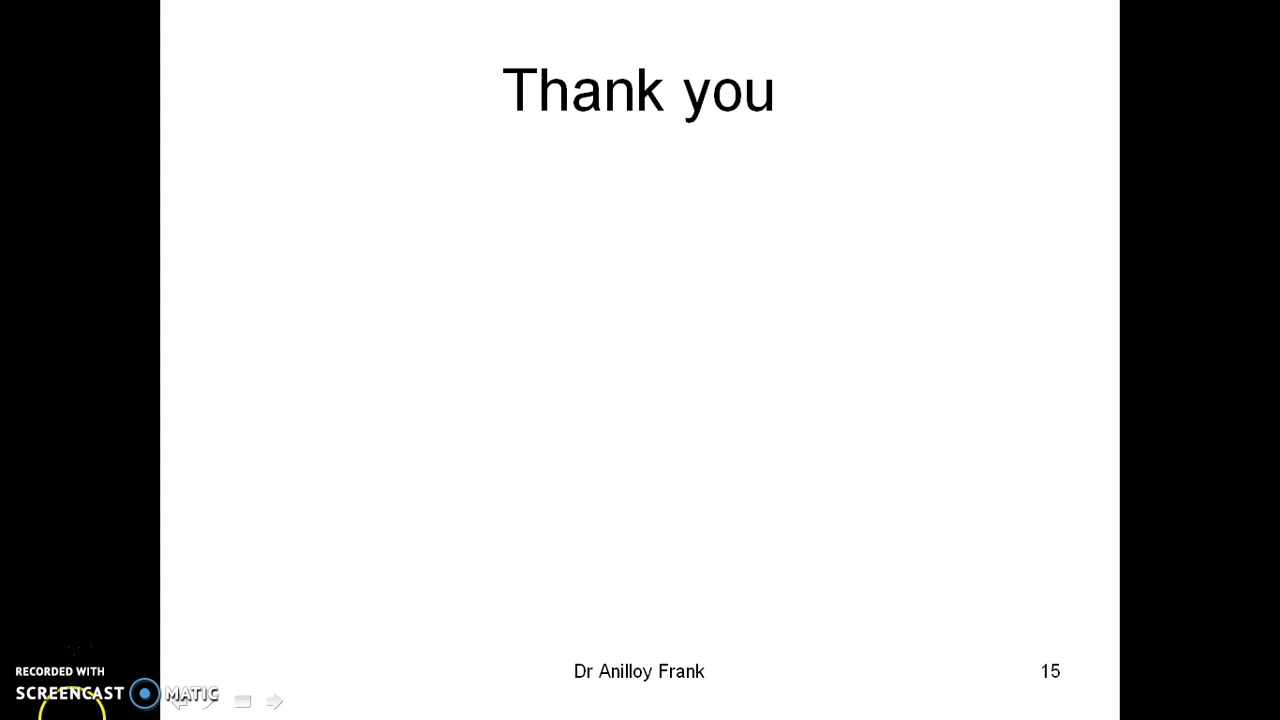 Thank you
Dr Anilloy Frank
15
RECORDED WITH
SCREENCAST MATIC